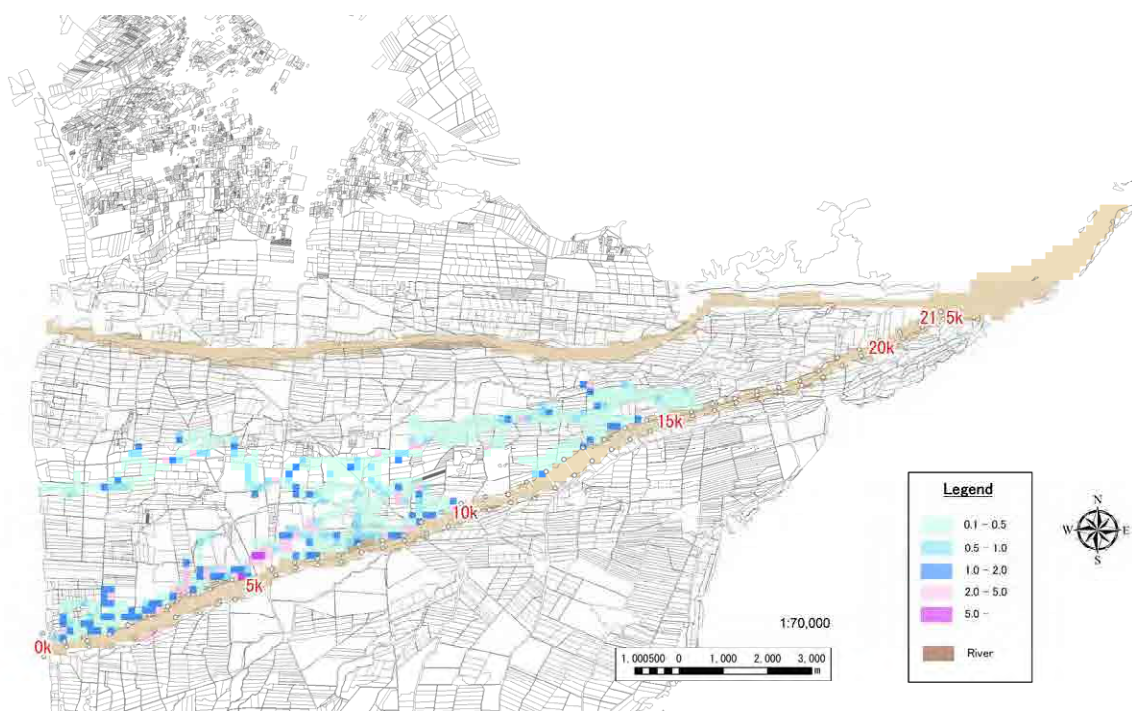 21.5k
20k
15k
10k
5k
0k
Legend
0.1 - 0.5
0.5 - 1.0
1.0 - 2.0
2.0 - 5.0
5.0 -
River
N
W E
S
1:70,000
1,000500 0 1,000 2,000 3,000
m